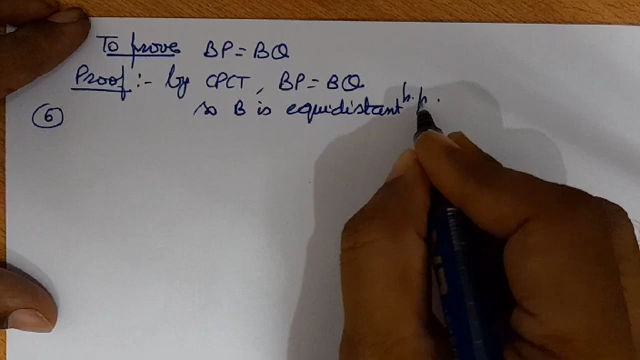 To prove BP = BQ
Proof :- by CPCT, BP = BQ
so B is equidistant h.p.
6